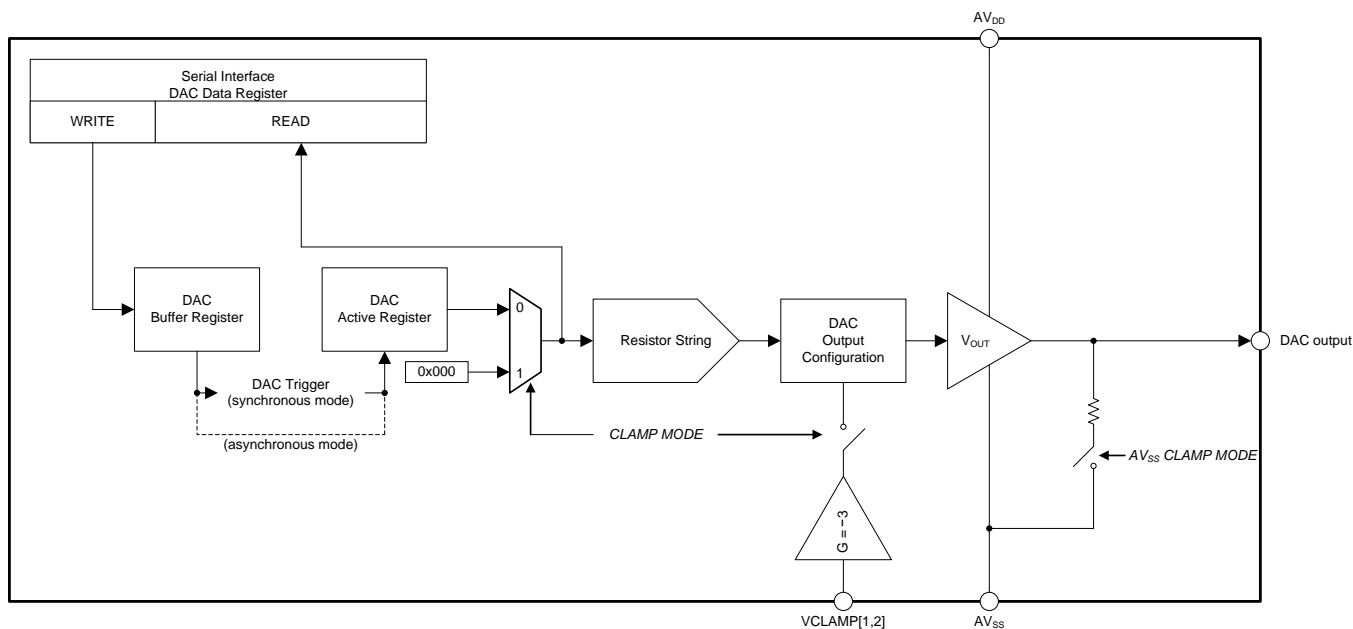 AVDD
Serial Interface
DAC Data Register
WRITE
READ
DAC
Buffer Register
DAC
Active Register
0
1
0x000
Resistor String
DAC
Output
Configuration
VOUT
DAC output
DAC Trigger
(synchronous mode)
(asynchronous mode)
CLAMP MODE
AVSS CLAMP MODE
G = −3
VCLAMP[1,2]
AVSS